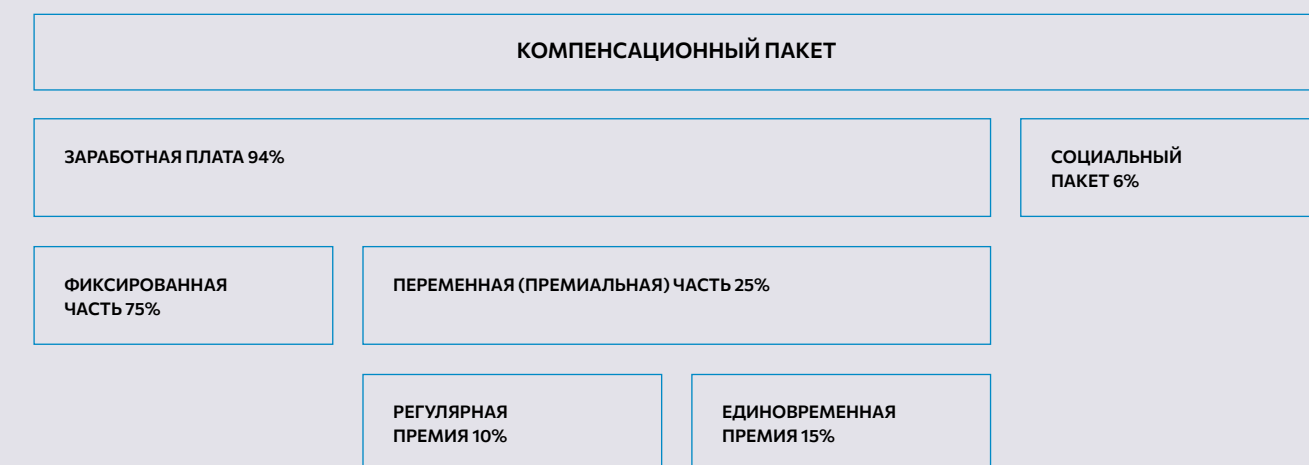 КОМПЕНСАЦИОННЫЙ ПАКЕТ
ЗАРАБОТНАЯ ПЛАТА 94%
СОЦИАЛЬНЫЙ
ПАКЕТ 6%
ФИКСИРОВАННАЯ
ЧАСТЬ 75%
ПЕРЕМЕННАЯ (ПРЕМИАЛЬНАЯ) ЧАСТЬ 25%
РЕГУЛЯРНАЯ
ПРЕМИЯ 10%
ЕДИНОВРЕМЕННАЯ
ПРЕМИЯ 15%